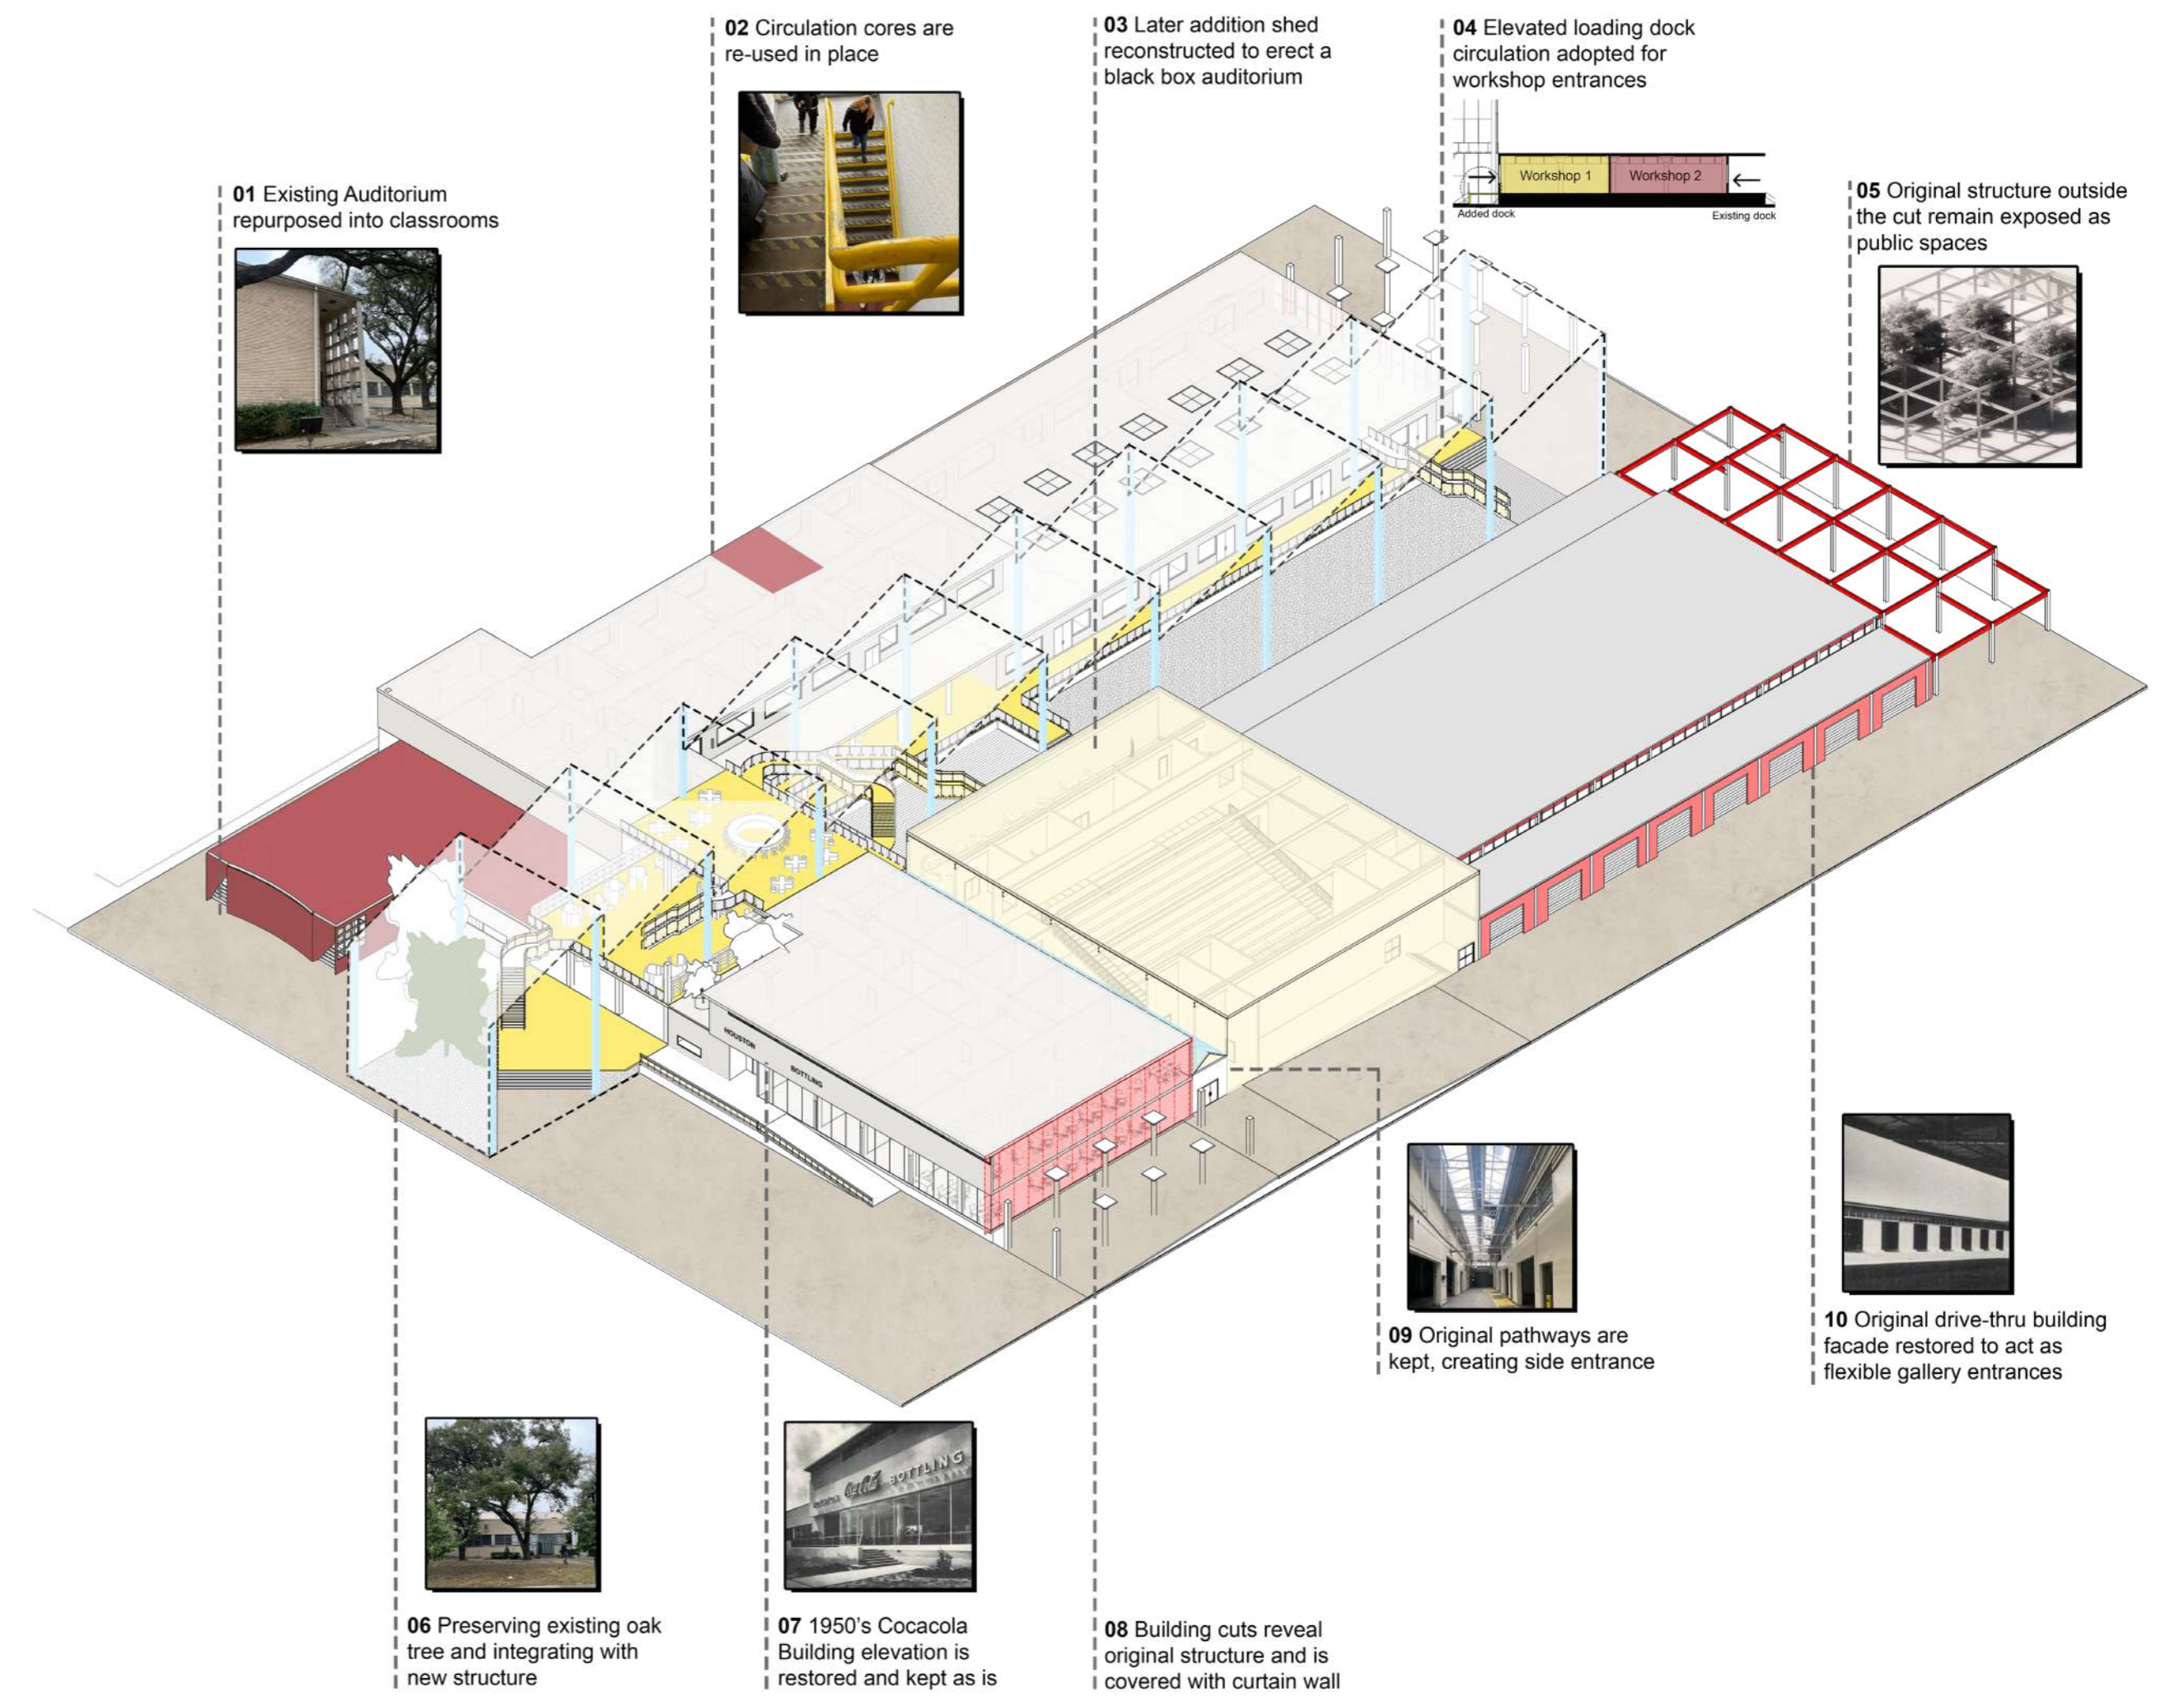 02 Circulation cores are
re-used in place
03 Later addition shed
reconstructed to erect a
black box auditorium
04 Elevated loading dock
circulation adopted for
workshop entrances
Workshop 1
Workshop 2
Added dock
Existing dock
01 Existing Auditorium
repurposed into classrooms
05 Original structure outside
the cut remain exposed as
public spaces
HOUSTON
BOTTLING
09 Original pathways are
kept, creating side entrance
10 Original drive-thru building
facade restored to act as
flexible gallery entrances
Coca-Cola BOTTLING
06 Preserving existing oak
tree and integrating with
new structure
07 1950's Cocacola
Building elevation is
restored and kept as is
08 Building cuts reveal
original structure and is
covered with curtain wall